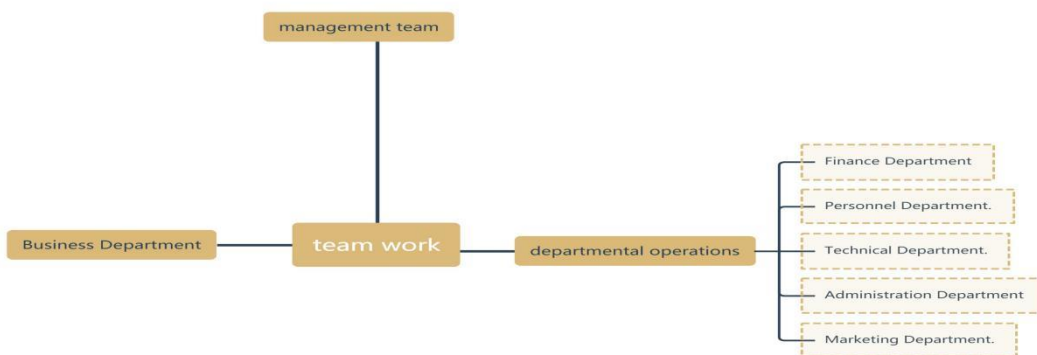 management team
Business Department
team work
departmental operations
Finance Department
Personnel Department.
Technical Department.
Administration Department
Marketing Department.